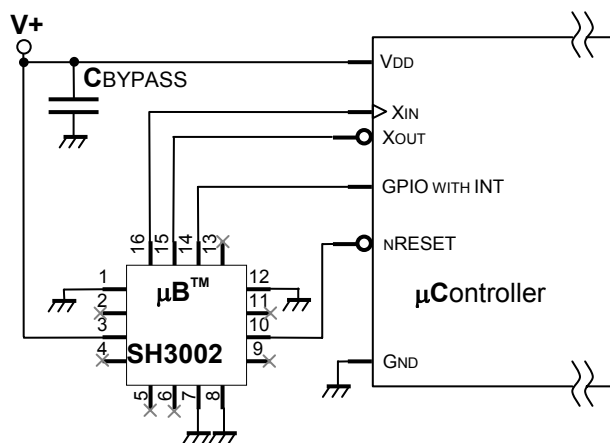 V+
CBYPASS
VDD
XIN
XOUT
GPIO WITH INT
NRESET
µController
GND
16
15
14
13
1
2
3
4
12
11
10
9
µB™
SH3002
5
6
7
8